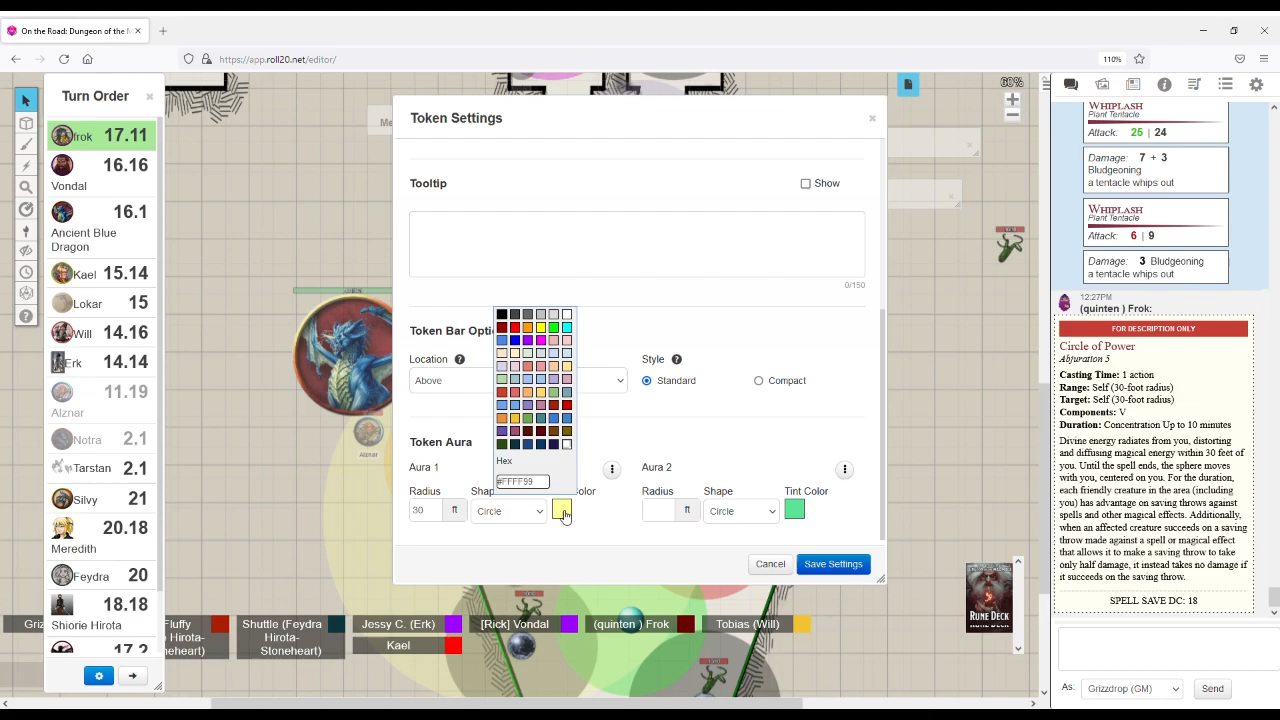 On the Road: Dungeon of the M
https://app.roll20.net/editor/
110%
Turn Order
frok 17.11
16.16
Vondal
16.1
Ancient Blue
Dragon
Kael 15.14
Lokar 15
Will 14.16
Erk 14.14
11.19
Alznar
Notra 2.1
Tarstan 2.1
Silvy 21
20.18
Meredith
Feydra 20
18.18
Shiorie Hirota
17.2
Token Settings
Tooltip
Show
0/150
Token Bar Opti
Location
Above
Style
Standard
Compact
Token Aura
Hex
#FFFF99
Aura 1
Radius
30 ft
Shap
Circle
olor
Aura 2
Radius
ft
Shape
Circle
Tint Color
Cancel
Save Settings
Me
Alznar
60%
Griz
Fluffy
Hirota-
neheart)
Shuttle (Feydra
Hirota-
Stoneheart)
Jessy C. (Erk)
Kael
[Rick] Vondal
(quinten ) Frok
Tobias (Will)
RUNE DECK
WHIPLASH
Plant Tentacle
Attack: 25 | 24
Damage: 7 + 3
Bludgeoning
a tentacle whips out
WHIPLASH
Plant Tentacle
Attack: 6 | 9
Damage: 3 Bludgeoning
a tentacle whips out
12:27PM
(quinten ) Frok:
FOR DESCRIPTION ONLY
Circle of Power
Abjuration 5
Casting Time: 1 action
Range: Self (30-foot radius)
Target: Self (30-foot radius)
Components: V
Duration: Concentration Up to 10 minutes
Divine energy radiates from you, distorting
and diffusing magical energy within 30 feet of
you. Until the spell ends, the sphere moves
with you, centered on you. For the duration,
each friendly creature in the area (including
you) has advantage on saving throws against
spells and other magical effects. Additionally,
when an affected creature succeeds on a saving
throw made against a spell or magical effect
that allows it to make a saving throw to take
only half damage, it instead takes no damage if
it succeeds on the saving throw.
SPELL SAVE DC: 18
As:
Grizzdrop (GM)
Send